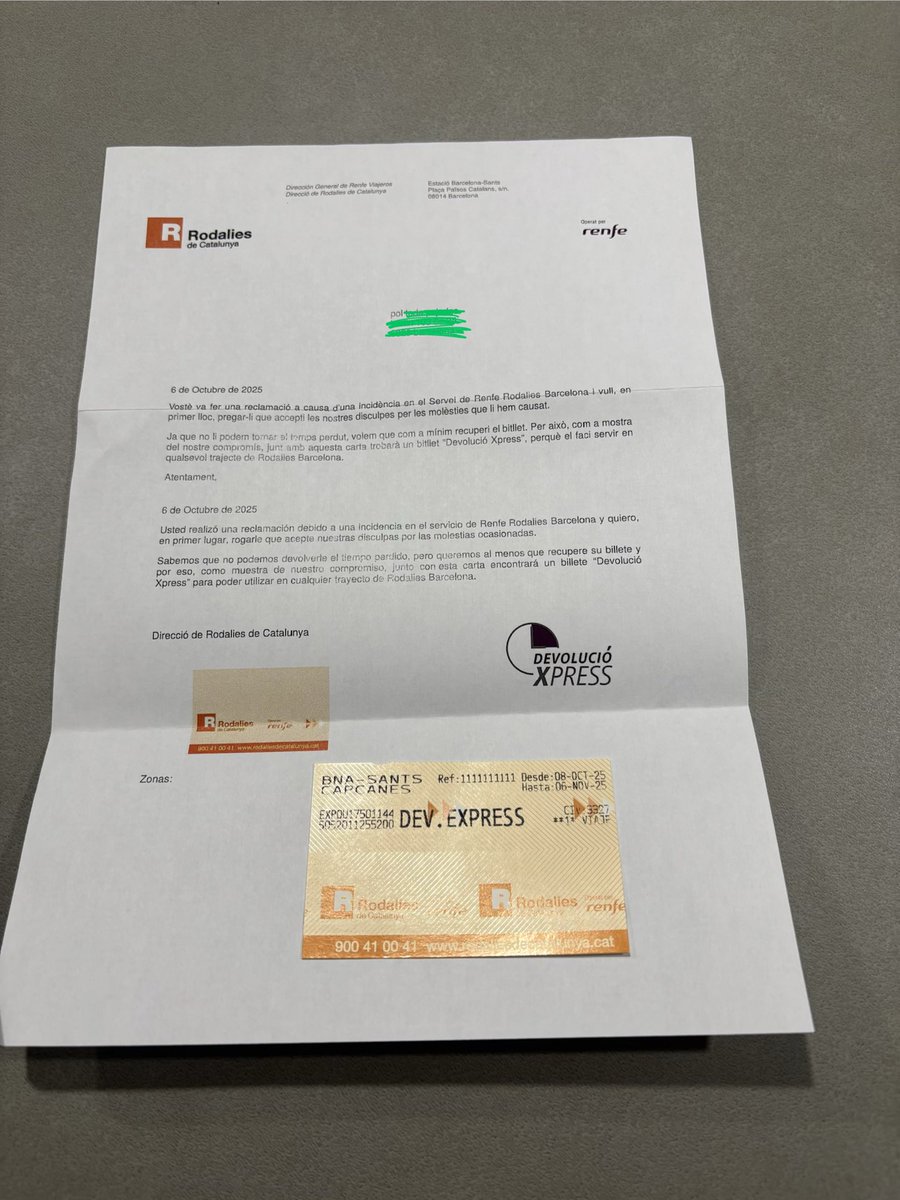 Dirección General de Renfe Viajeros
Direcció de Rodalies de Catalunya
Estació Barcelona-Sants
Plaça Països Catalans, s/n.
08014 Barcelona
R Rodalies
de Catalunya
Operat per
renfe
pol
6 de Octubre de 2025
Vostè va fer una reclamació a causa d'una incidència en el Servei de Renfe Rodalies Barcelona i vull, en
primer lloc, pregar-li que accepti les nostres disculpes per les molèsties que li hem causat.
Ja que no li podem tornar el temps perdut, volem que com a mínim recuperi el bitllet. Per això, com a mostra
del nostre compromís, junt amb aquesta carta trobarà un bitllet "Devolució Xpress", perquè el faci servir en
qualsevol trajecte de Rodalies Barcelona.
Atentament,
6 de Octubre de 2025
Usted realizó una reclamación debido a una incidencia en el servicio de Renfe Rodalies Barcelona y quiero,
en primer lugar, rogarle que acepte nuestras disculpas por las molestias ocasionadas.
Sabemos que no podemos devolverle el tiempo perdido, pero queremos al menos que recupere su billete y
por eso, como muestra de nuestro compromiso, junto con esta carta encontrará un billete "Devolució
Xpress" para poder utilizar en cualquier trayecto de Rodalies Barcelona.
Direcció de Rodalies de Catalunya
DEVOLUCIÓ
XPRESS
R Rodalies
de Catalunya
renfe
900 41 00 41 www.rodaliesdecatalunya.cat
Zonas:
BNA-SANTS Ref:1111111111 Desde:08-OCT-25
CAPCANES Hasta:06-NOV-25
DEV.EXPRESS
**1* VIAJE
R Rodalies
de Catalunya
renfe
R Rodalies
de Catalunya
renfe
900 41 00 41 www.rodaliesdecatalunya.cat